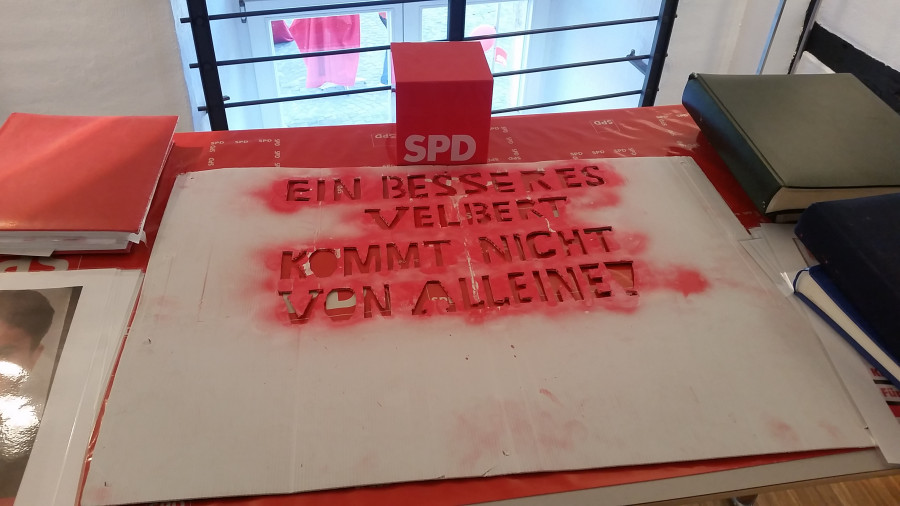 SPD
EIN BESSERES
VELBERT
KOMMT NICHT
VON ALLEINE!